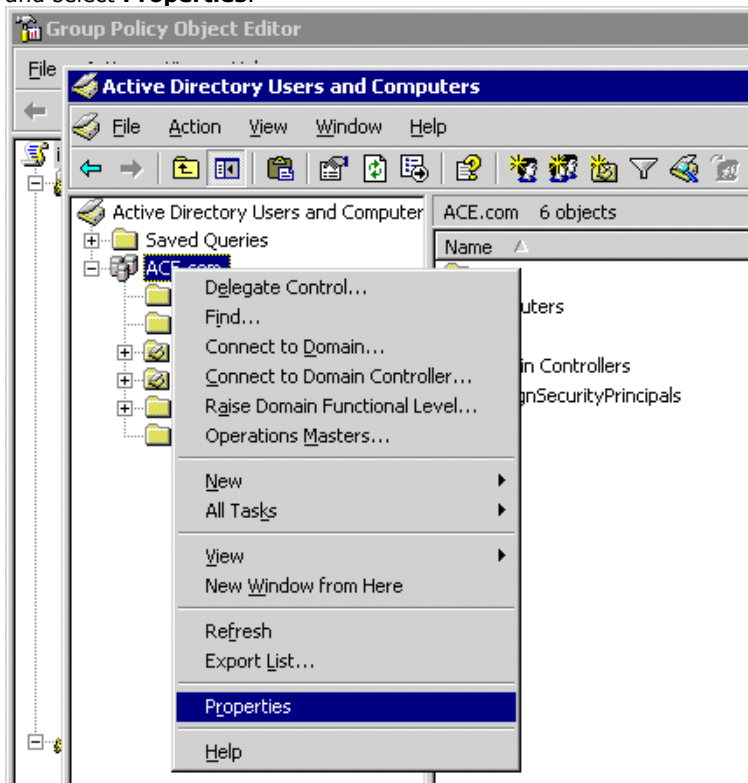 and select Properties.
Group Policy Object Editor
File
Active Directory Users and Computers
File Action View Window Help
Active Directory Users and Computer
ACE.com 6 objects
Saved Queries
Name
ACE.com
Delegate Control...
Find...
uters
Connect to Domain...
in Controllers
Connect to Domain Controller...
gnSecurityPrincipals
Raise Domain Functional Level...
Operations Masters...
New
All Tasks
View
New Window from Here
Refresh
Export List...
Properties
Help